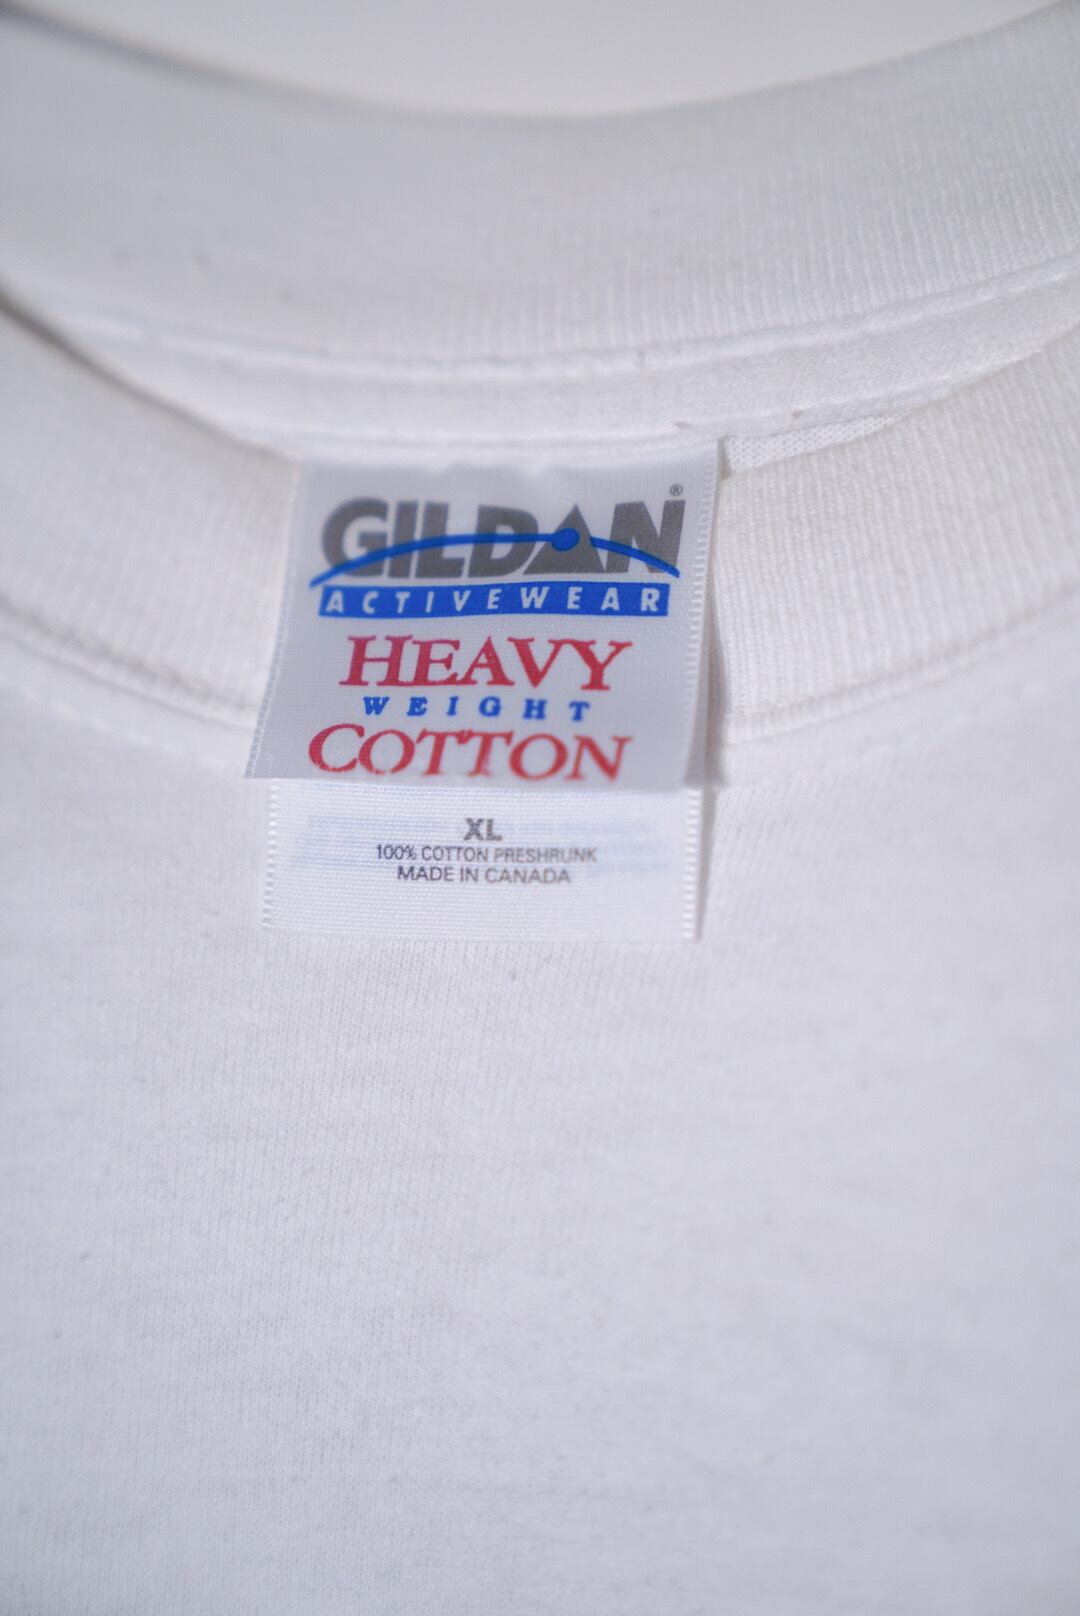 GILDAN®
ACTIVEWEAR
HEAVY
WEIGHT
COTTON
XL
100% COTTON PRESHRUNK
MADE IN CANADA